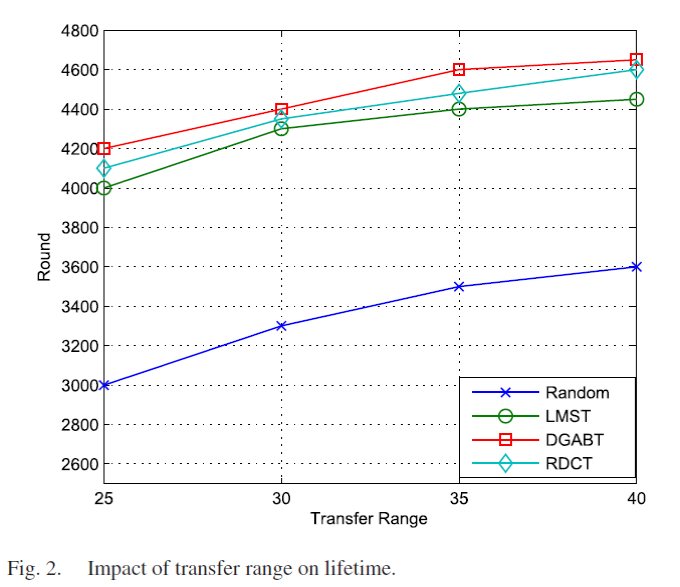 4800
4600
4400
4200
4000
3800
3600
3400
3200
3000
2800
2600
Round
25 30 35 40
Transfer Range
Random
LMST
DGABT
RDCT
Fig. 2. Impact of transfer range on lifetime.